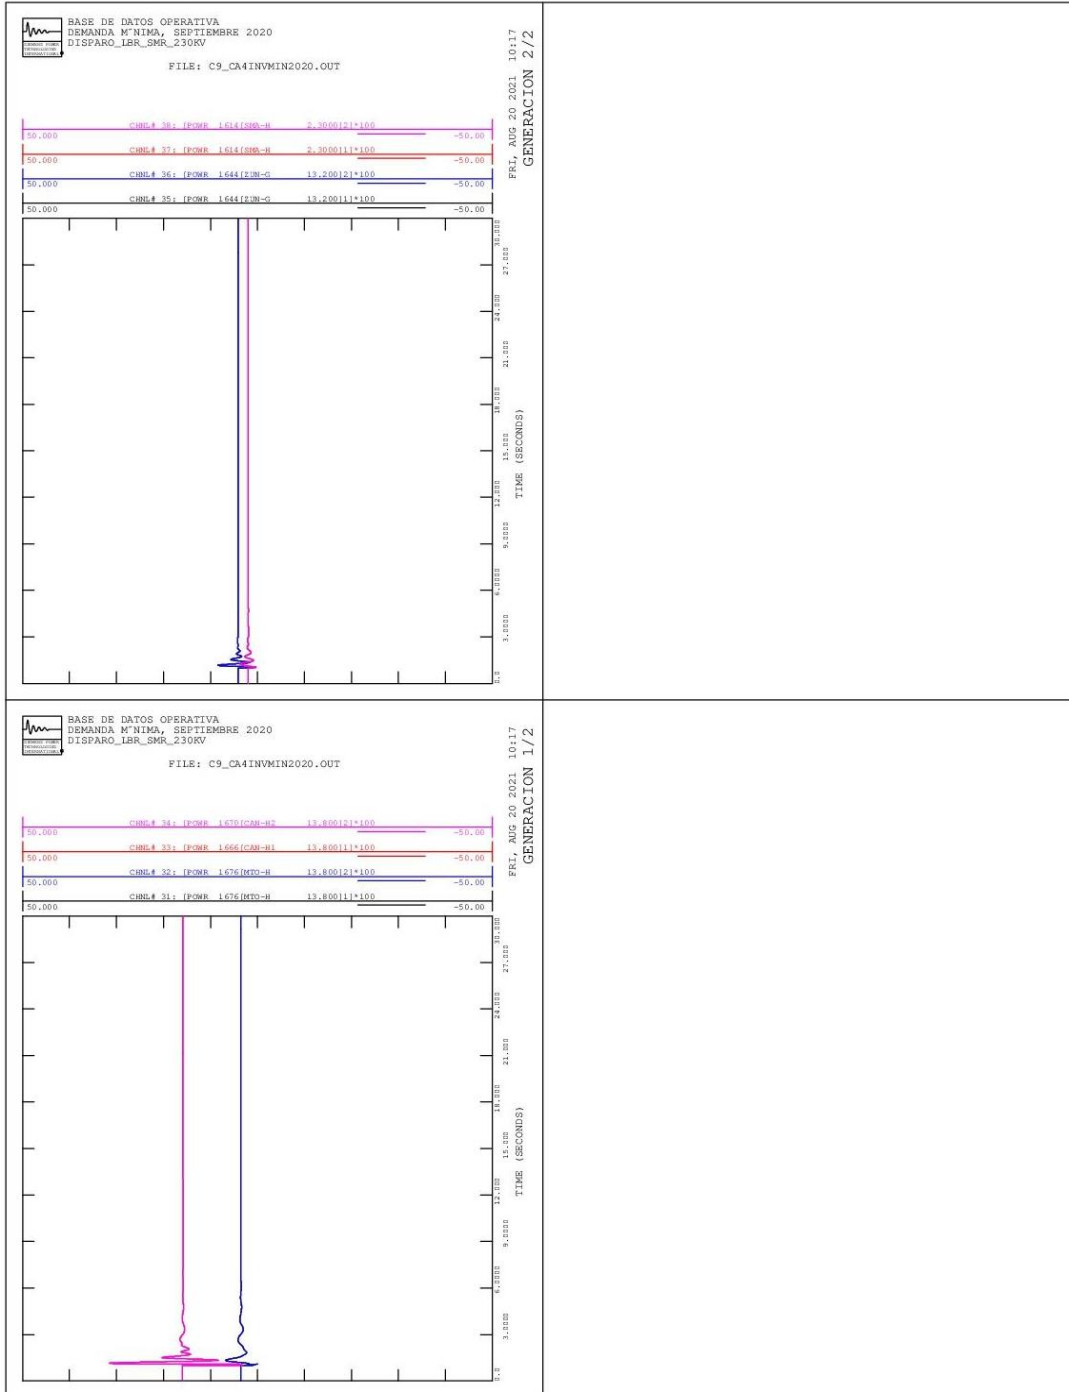 BASE DE DATOS OPERATIVA
DEMANDA M˝NIMA, SEPTIEMBRE 2020
DISPARO_LBR_SMR_230KV
FILE: C9_CA4INVMIN2020.OUT
FRI, AUG 20 2021 10:17
GENERACION 2/2
CHNL# 38: [POWR 1614[SMA-H 2.3000]2]*100
50.000 -50.00
CHNL# 37: [POWR 1614[SMA-H 2.3000]1]*100
50.000 -50.00
CHNL# 36: [POWR 1644[ZUN-G 13.200]2]*100
50.000 -50.00
CHNL# 35: [POWR 1644[ZUN-G 13.200]1]*100
50.000 -50.00
0.0 3.0000 6.0000 9.0000 12.000 15.000 18.000 21.000 24.000 27.000 30.000
TIME (SECONDS)
BASE DE DATOS OPERATIVA
DEMANDA M˝NIMA, SEPTIEMBRE 2020
DISPARO_LBR_SMR_230KV
FILE: C9_CA4INVMIN2020.OUT
FRI, AUG 20 2021 10:17
GENERACION 1/2
CHNL# 34: [POWR 1670[CAN-H2 13.800]2]*100
50.000 -50.00
CHNL# 33: [POWR 1666[CAN-H1 13.800]1]*100
50.000 -50.00
CHNL# 32: [POWR 1676[MTO-H 13.800]2]*100
50.000 -50.00
CHNL# 31: [POWR 1676[MTO-H 13.800]1]*100
50.000 -50.00
0.0 3.0000 6.0000 9.0000 12.000 15.000 18.000 21.000 24.000 27.000 30.000
TIME (SECONDS)